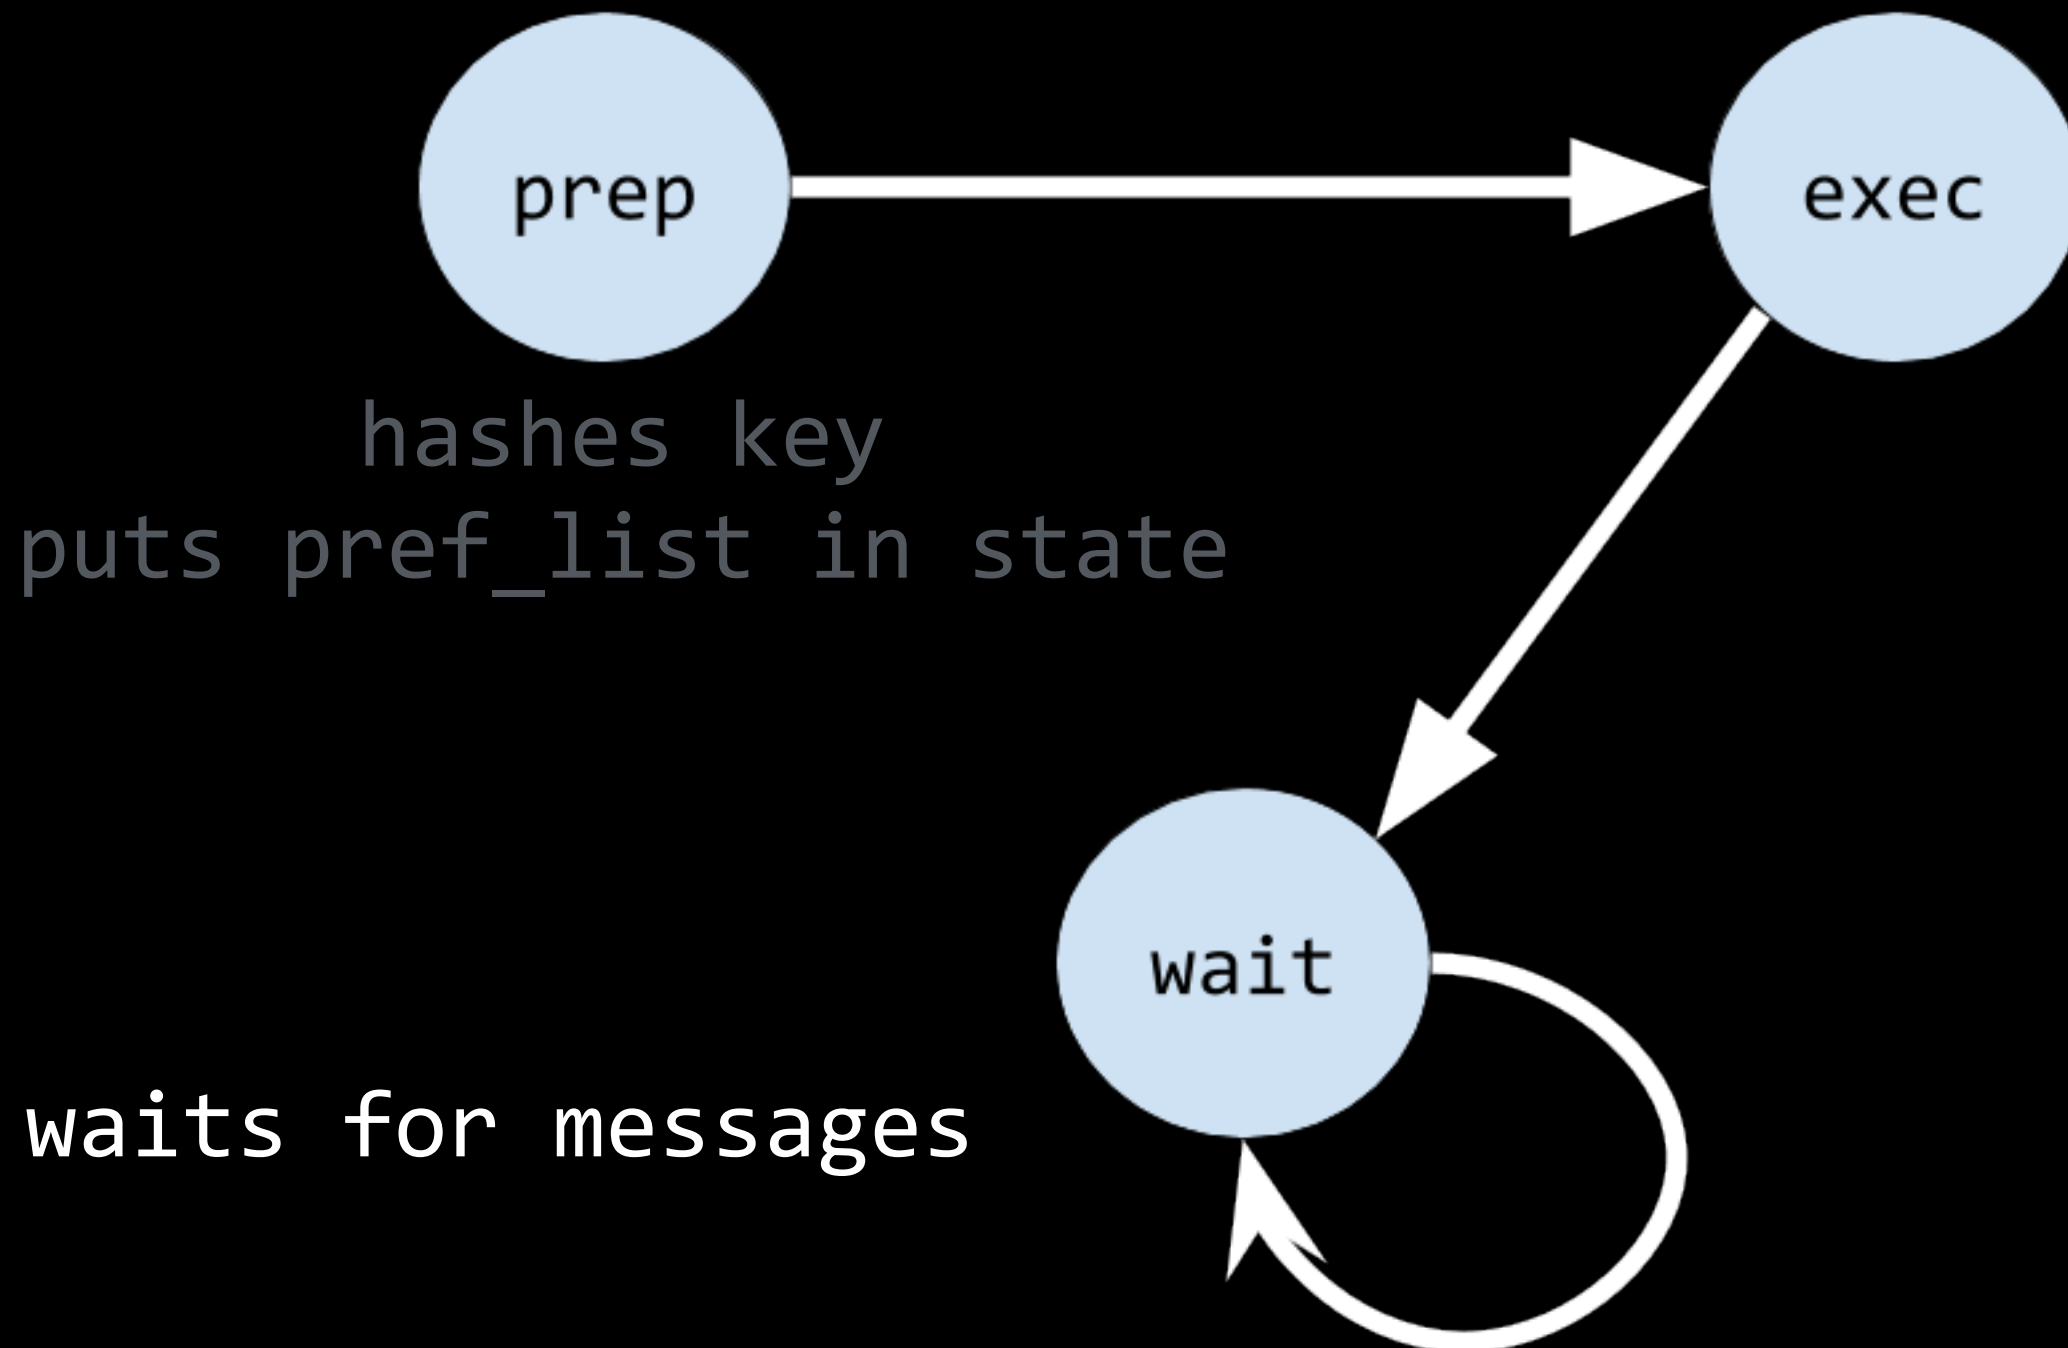 prep
exec
hashes key
puts pref_list in state
wait
waits for messages